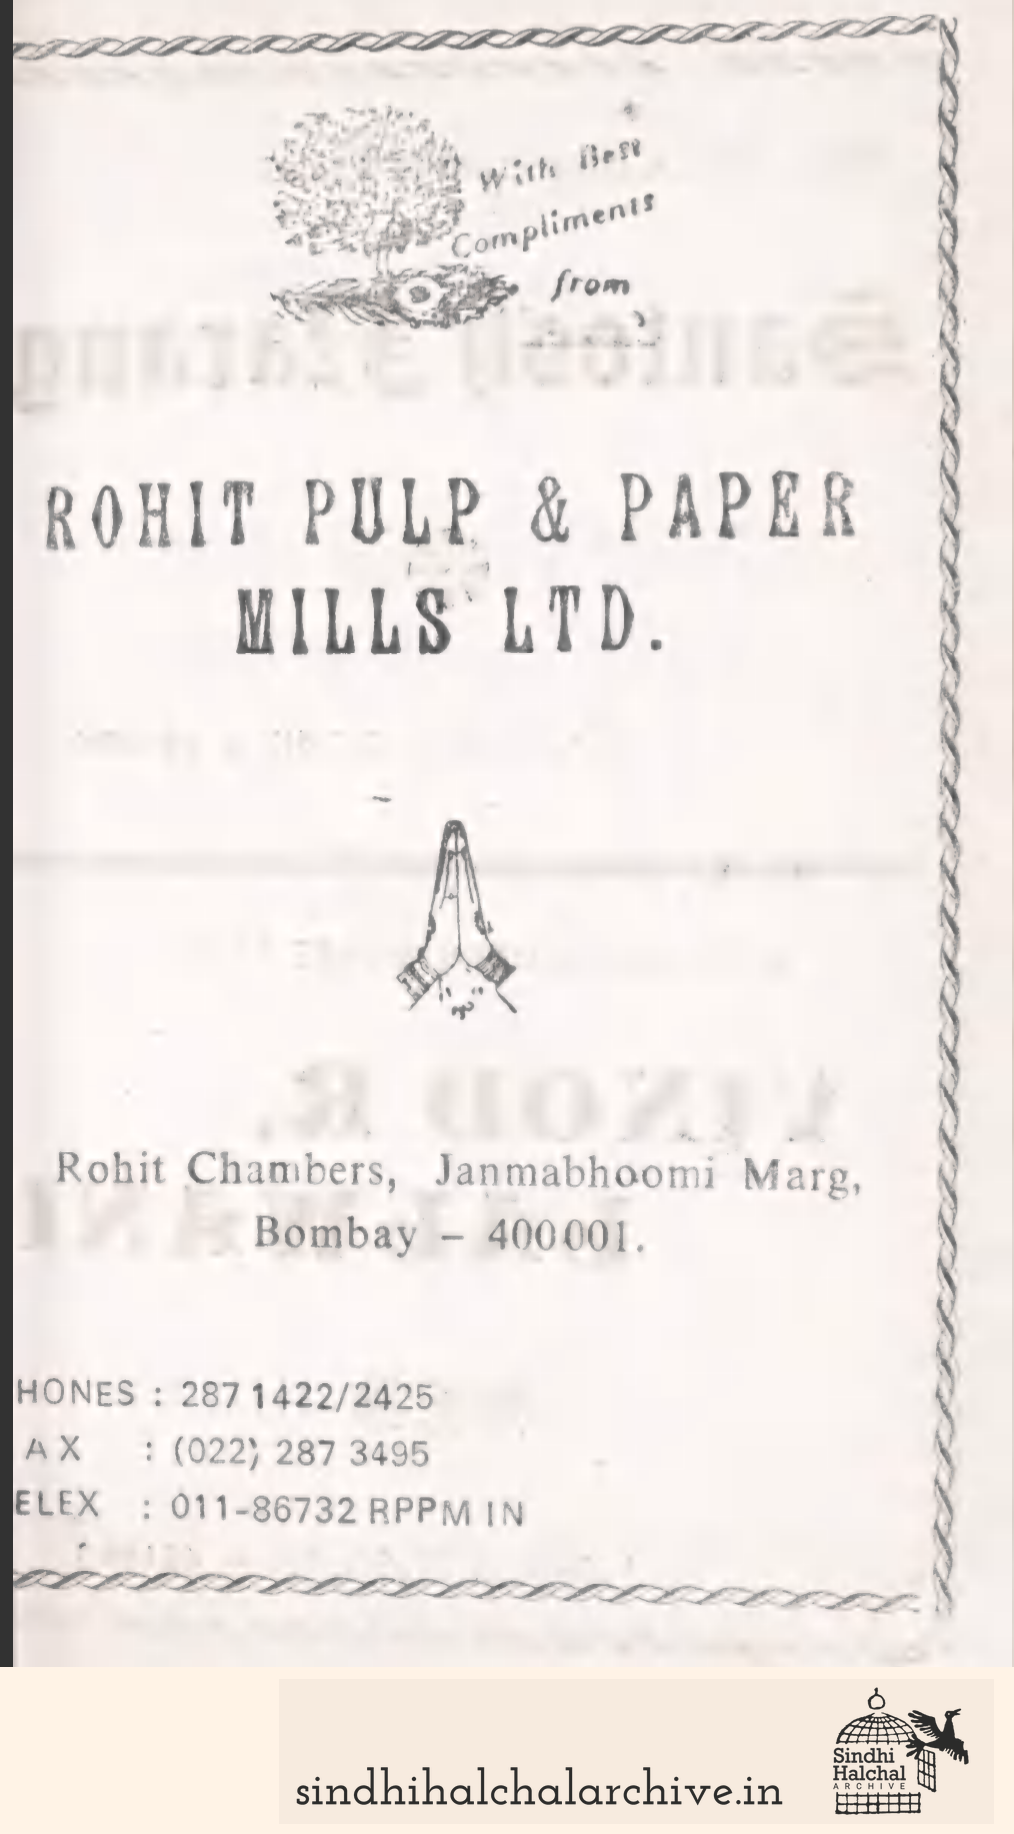 With Best
Compliments
from
ROHIT PULP & PAPER
MILLS LTD.
Rohit Chambers, Janmabhoomi Marg,
Bombay – 400001.
HONES : 287 1422/2425
AX : (022) 287 3495
ELEX : 011-86732 RPPM IN
sindhihalchalarchive.in
Sindhi
Halchal
ARCHIVE